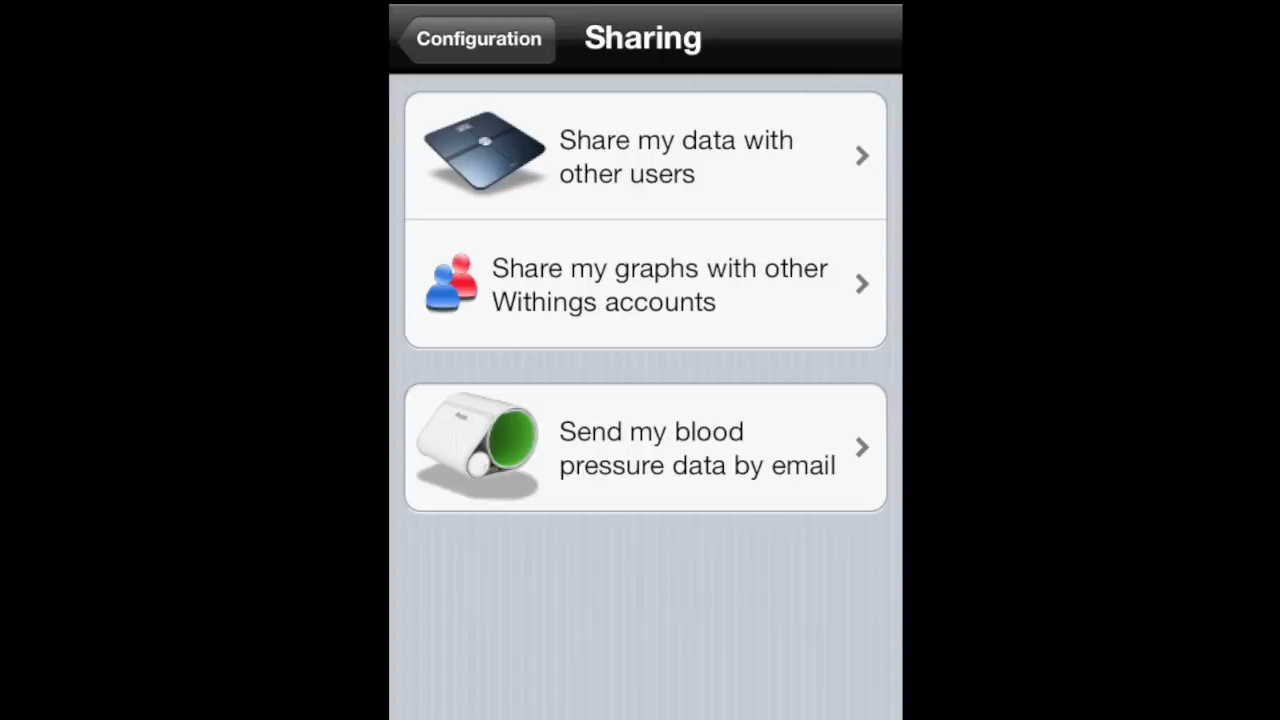 Configuration
Sharing
Share my data with
other users
Share my graphs with other
Withings accounts
Send my blood
pressure data by email